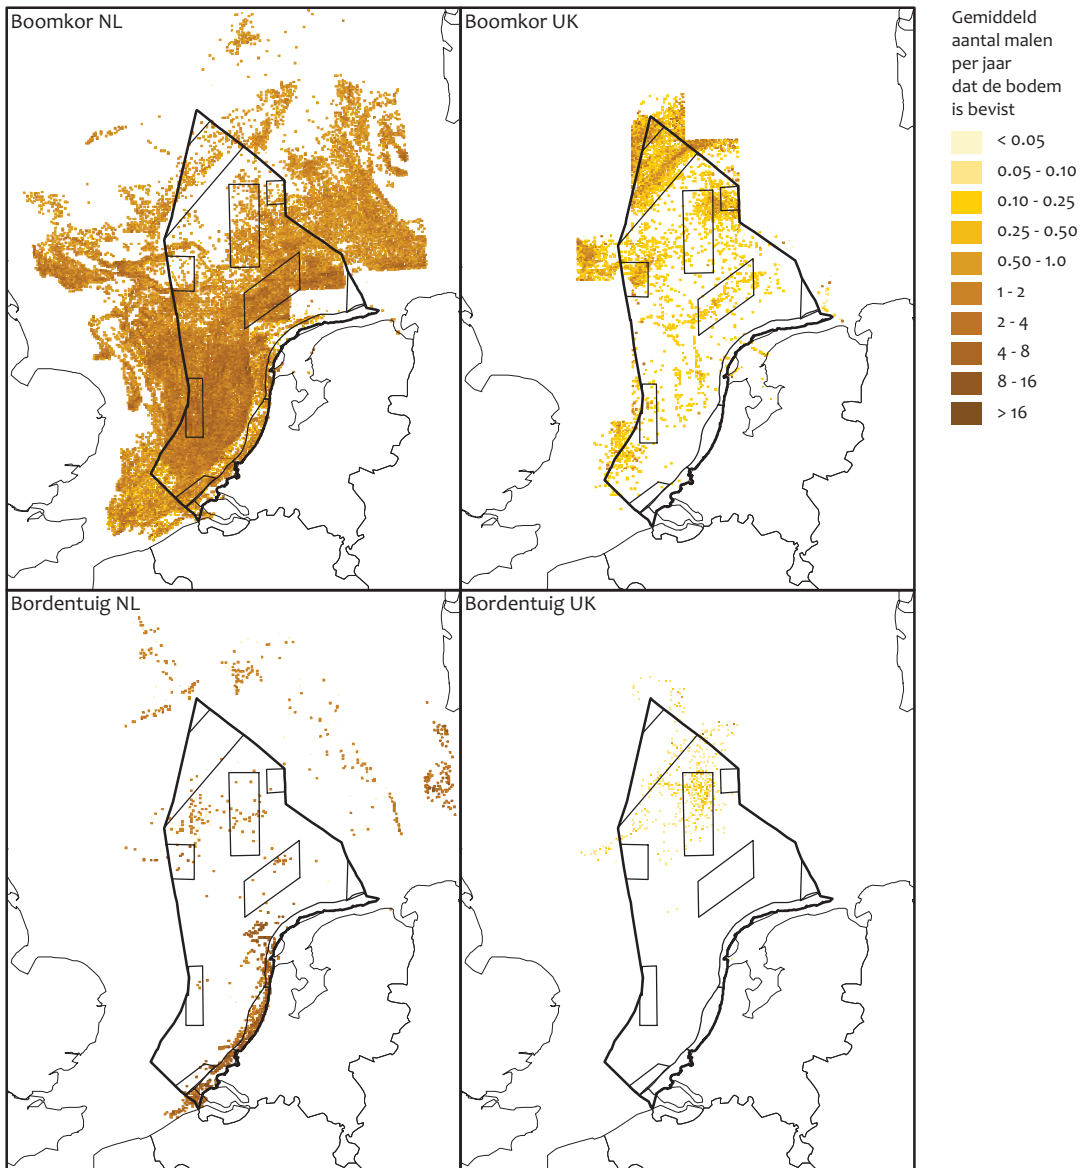 Boomkor NL
Boomkor UK
Bordentuig NL
Bordentuig UK
Gemiddeld
aantal malen
per jaar
dat de bodem
is bevist
< 0.05
0.05 - 0.10
0.10 - 0.25
0.25 - 0.50
0.50 - 1.0
1 - 2
2 - 4
4 - 8
8 - 16
> 16